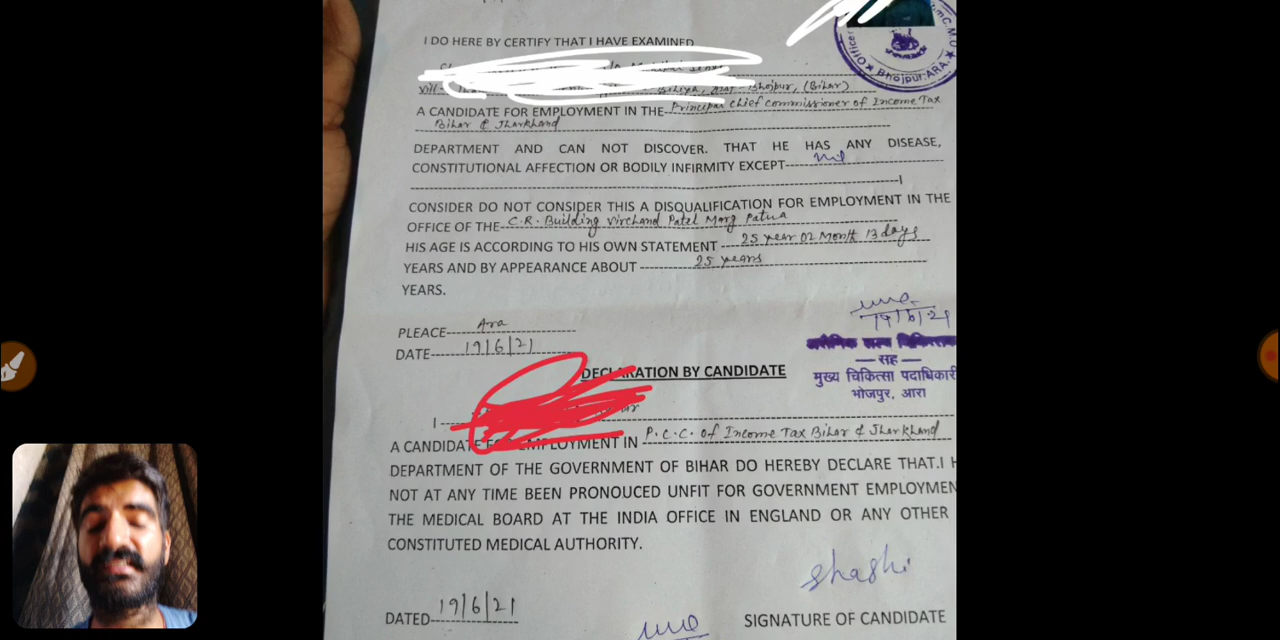 I DO HERE BY CERTIFY THAT I HAVE EXAMINED
Vill- Bihiya, Bhojpur, (Bihar)
A CANDIDATE FOR EMPLOYMENT IN THE Principal Chief Commissioner of Income Tax
Bihar & Jharkhand
DEPARTMENT AND CAN NOT DISCOVER. THAT HE HAS ANY DISEASE,
CONSTITUTIONAL AFFECTION OR BODILY INFIRMITY EXCEPT Nil
CONSIDER DO NOT CONSIDER THIS A DISQUALIFICATION FOR EMPLOYMENT IN THE
OFFICE OF THE C.R. Building Virchand Patel Marg Patna
HIS AGE IS ACCORDING TO HIS OWN STATEMENT 25 year 02 Month 13 days
YEARS AND BY APPEARANCE ABOUT 25 years
YEARS.
PLEACE Ara
DATE 19/6/21
19/6/21
सह
मुख्य चिकित्सा पदाधिकारी
भोजपुर, आरा
Officer Bhojpur ARA.
DECLARATION BY CANDIDATE
I
A CANDIDATE FOR EMPLOYMENT IN P.C.C. of Income Tax Bihar & Jharkhand
DEPARTMENT OF THE GOVERNMENT OF BIHAR DO HEREBY DECLARE THAT.I H
NOT AT ANY TIME BEEN PRONOUCED UNFIT FOR GOVERNMENT EMPLOYMEN
THE MEDICAL BOARD AT THE INDIA OFFICE IN ENGLAND OR ANY OTHER
CONSTITUTED MEDICAL AUTHORITY.
Shashi
DATED 19/6/21
SIGNATURE OF CANDIDATE